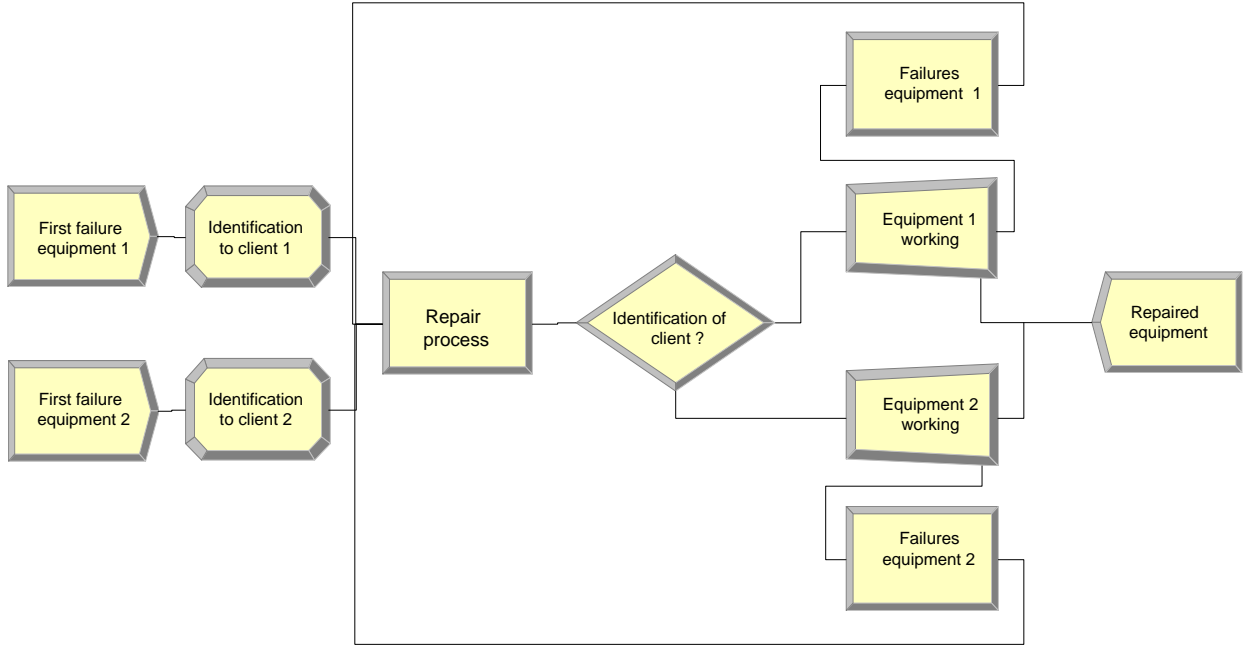 Failures
equipment 1
First failure
equipment 1
Identification
to client 1
Equipment 1
working
Repair
process
Identification of
client ?
Repaired
equipment
First failure
equipment 2
Identification
to client 2
Equipment 2
working
Failures
equipment 2